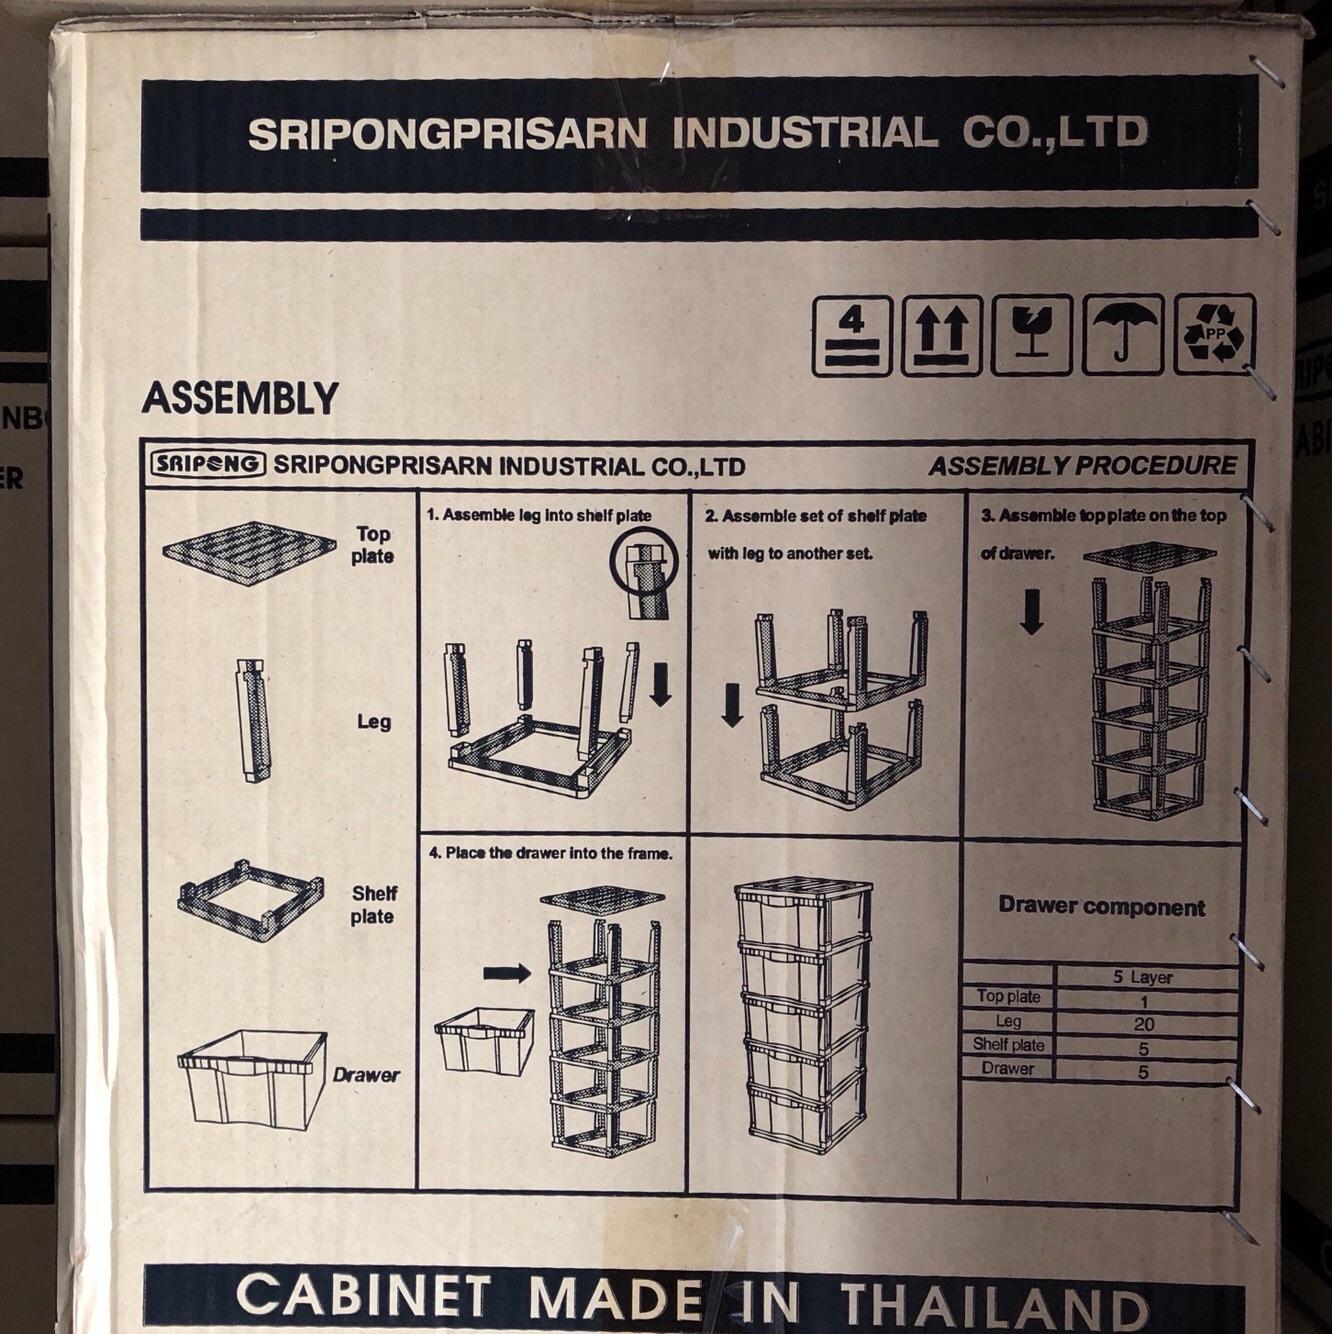 SRIPONGPRISARN INDUSTRIAL CO.,LTD
4
PP
ASSEMBLY
SRIPONG SRIPONGPRISARN INDUSTRIAL CO.,LTD
ASSEMBLY PROCEDURE
Top
plate
Leg
Shelf
plate
Drawer
1. Assemble leg into shelf plate
2. Assemble set of shelf plate
with leg to another set.
3. Assemble top plate on the top
of drawer.
4. Place the drawer into the frame.
Drawer component
5 Layer
Top plate 1
Leg 20
Shelf plate 5
Drawer 5
CABINET MADE IN THAILAND